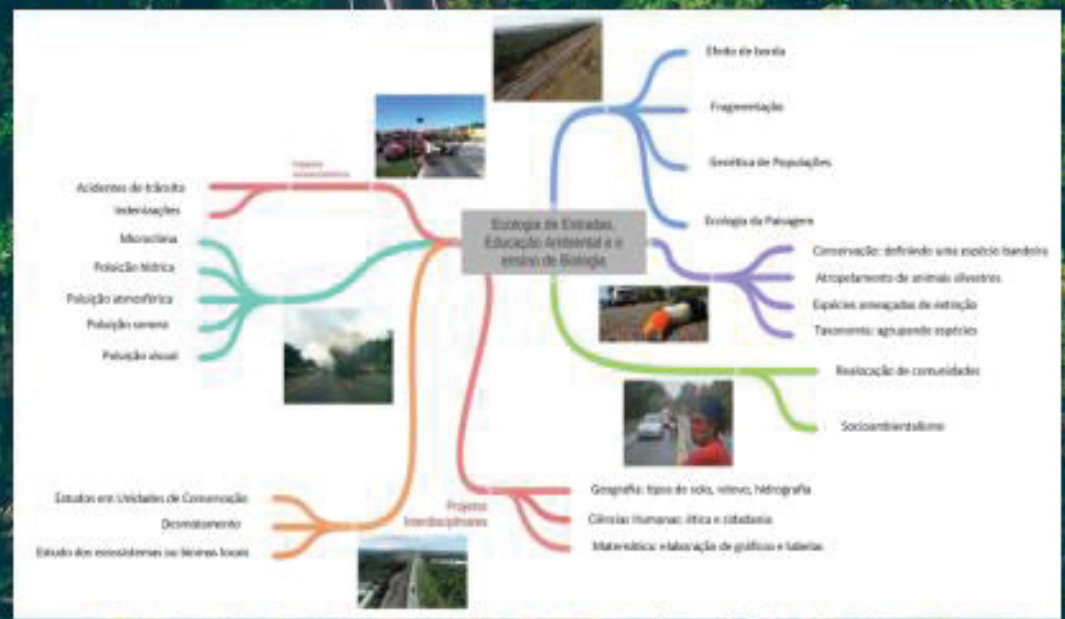 Efeito de borda
Fragmentação
Genética de Populações
Ecologia da Paisagem
Acidentes de trânsito
Indenizações
Microclima
Poluição hídrica
Poluição atmosférica
Poluição sonora
Poluição visual
Ecologia de Estradas,
Educação Ambiental e o
ensino de Biologia
Conservação: definindo uma espécie bandeira
Atropelamento de animais silvestres
Espécies ameaçadas de extinção
Taxonomia: agrupando espécies
Realocação de comunidades
Socioambientalismo
Estudos em Unidades de Conservação
Desmatamento
Estudo dos ecossistemas ou biomas locais
Projetos
Interdisciplinares
Geografia: tipos de solo, relevo, hidrografia
Ciências Humanas: ética e cidadania
Matemática: elaboração de gráficos e tabelas